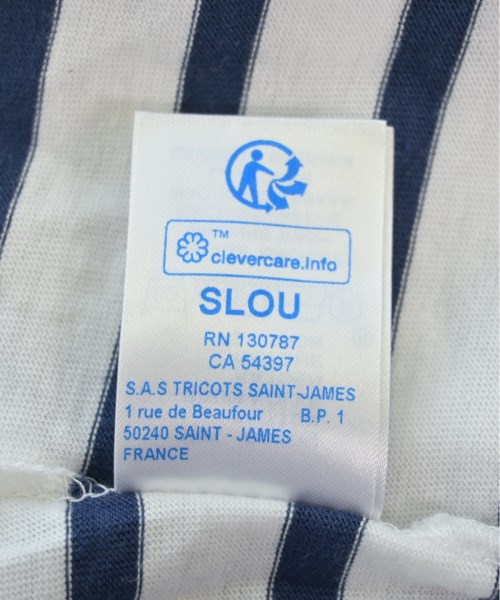 TM
clevercare.info
SLOU
RN 130787
CA 54397
S.A.S TRICOTS SAINT-JAMES
1 rue de Beaufour B.P. 1
50240 SAINT - JAMES
FRANCE